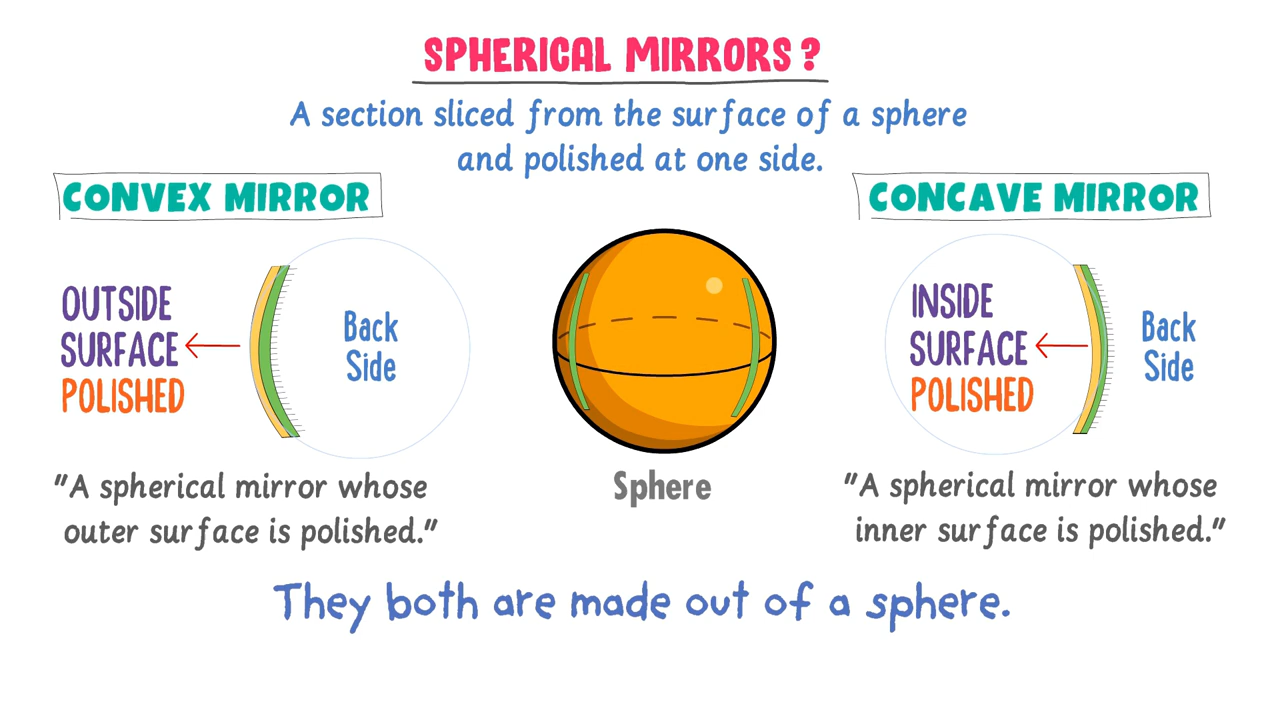 SPHERICAL MIRRORS ?
A section sliced from the surface of a sphere
and polished at one side.
CONVEX MIRROR
OUTSIDE
SURFACE
POLISHED
Back
Side
"A spherical mirror whose
outer surface is polished."
Sphere
CONCAVE MIRROR
INSIDE
SURFACE
POLISHED
Back
Side
"A spherical mirror whose
inner surface is polished."
They both are made out of a sphere.